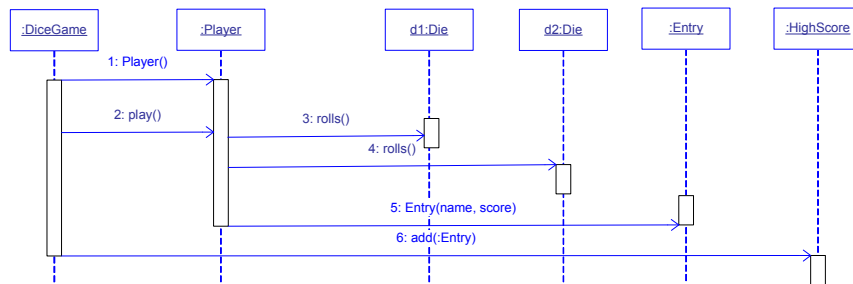 :DiceGame
:Player
d1:Die
d2:Die
:Entry
:HighScore
1: Player()
2: play()
3: rolls()
4: rolls()
5: Entry(name, score)
6: add(:Entry)